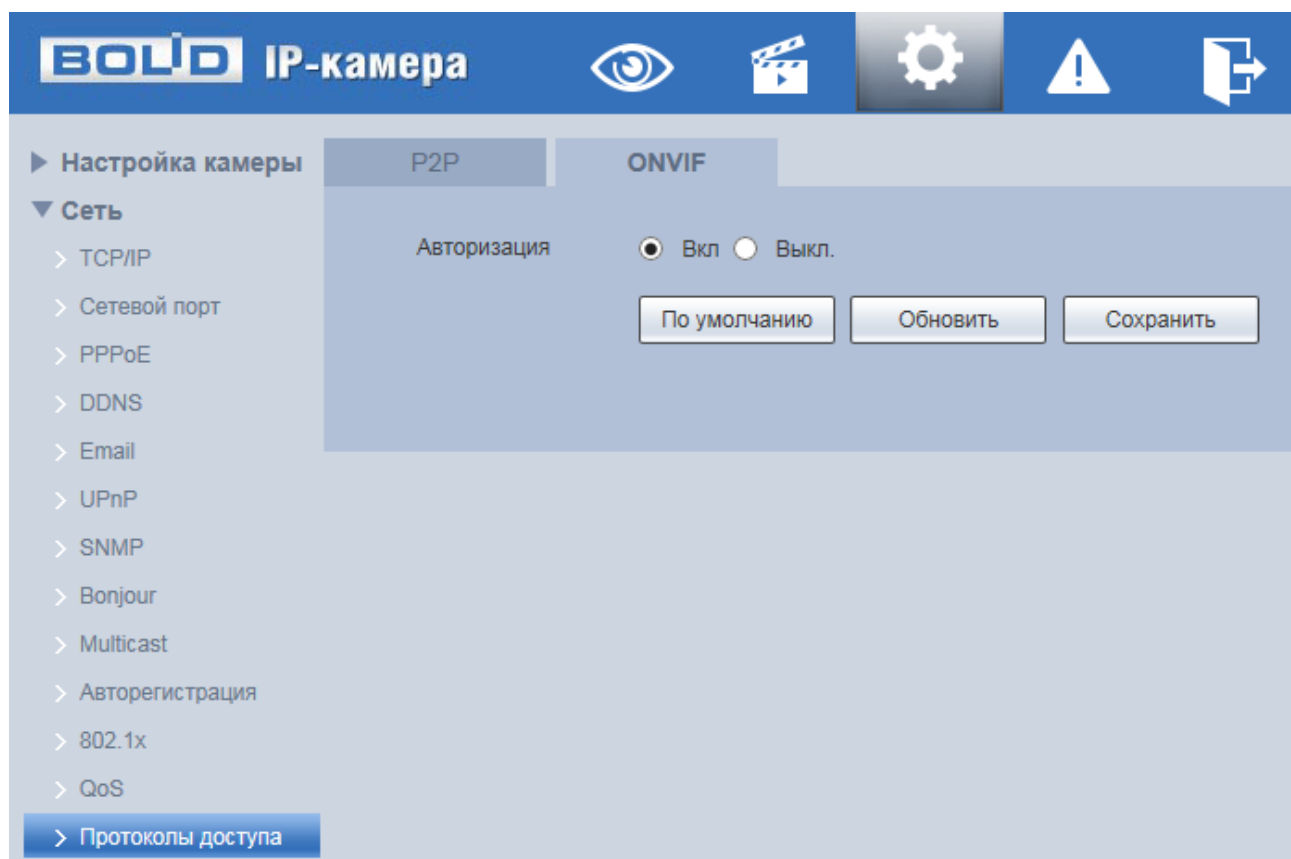 BOLID IP-камера
Настройка камеры
P2P
ONVIF
Сеть
Авторизация
Вкл
Выкл.
TCP/IP
Сетевой порт
По умолчанию
Обновить
Сохранить
PPPoE
DDNS
Email
UPnP
SNMP
Bonjour
Multicast
Авторегистрация
802.1x
QoS
Протоколы доступа